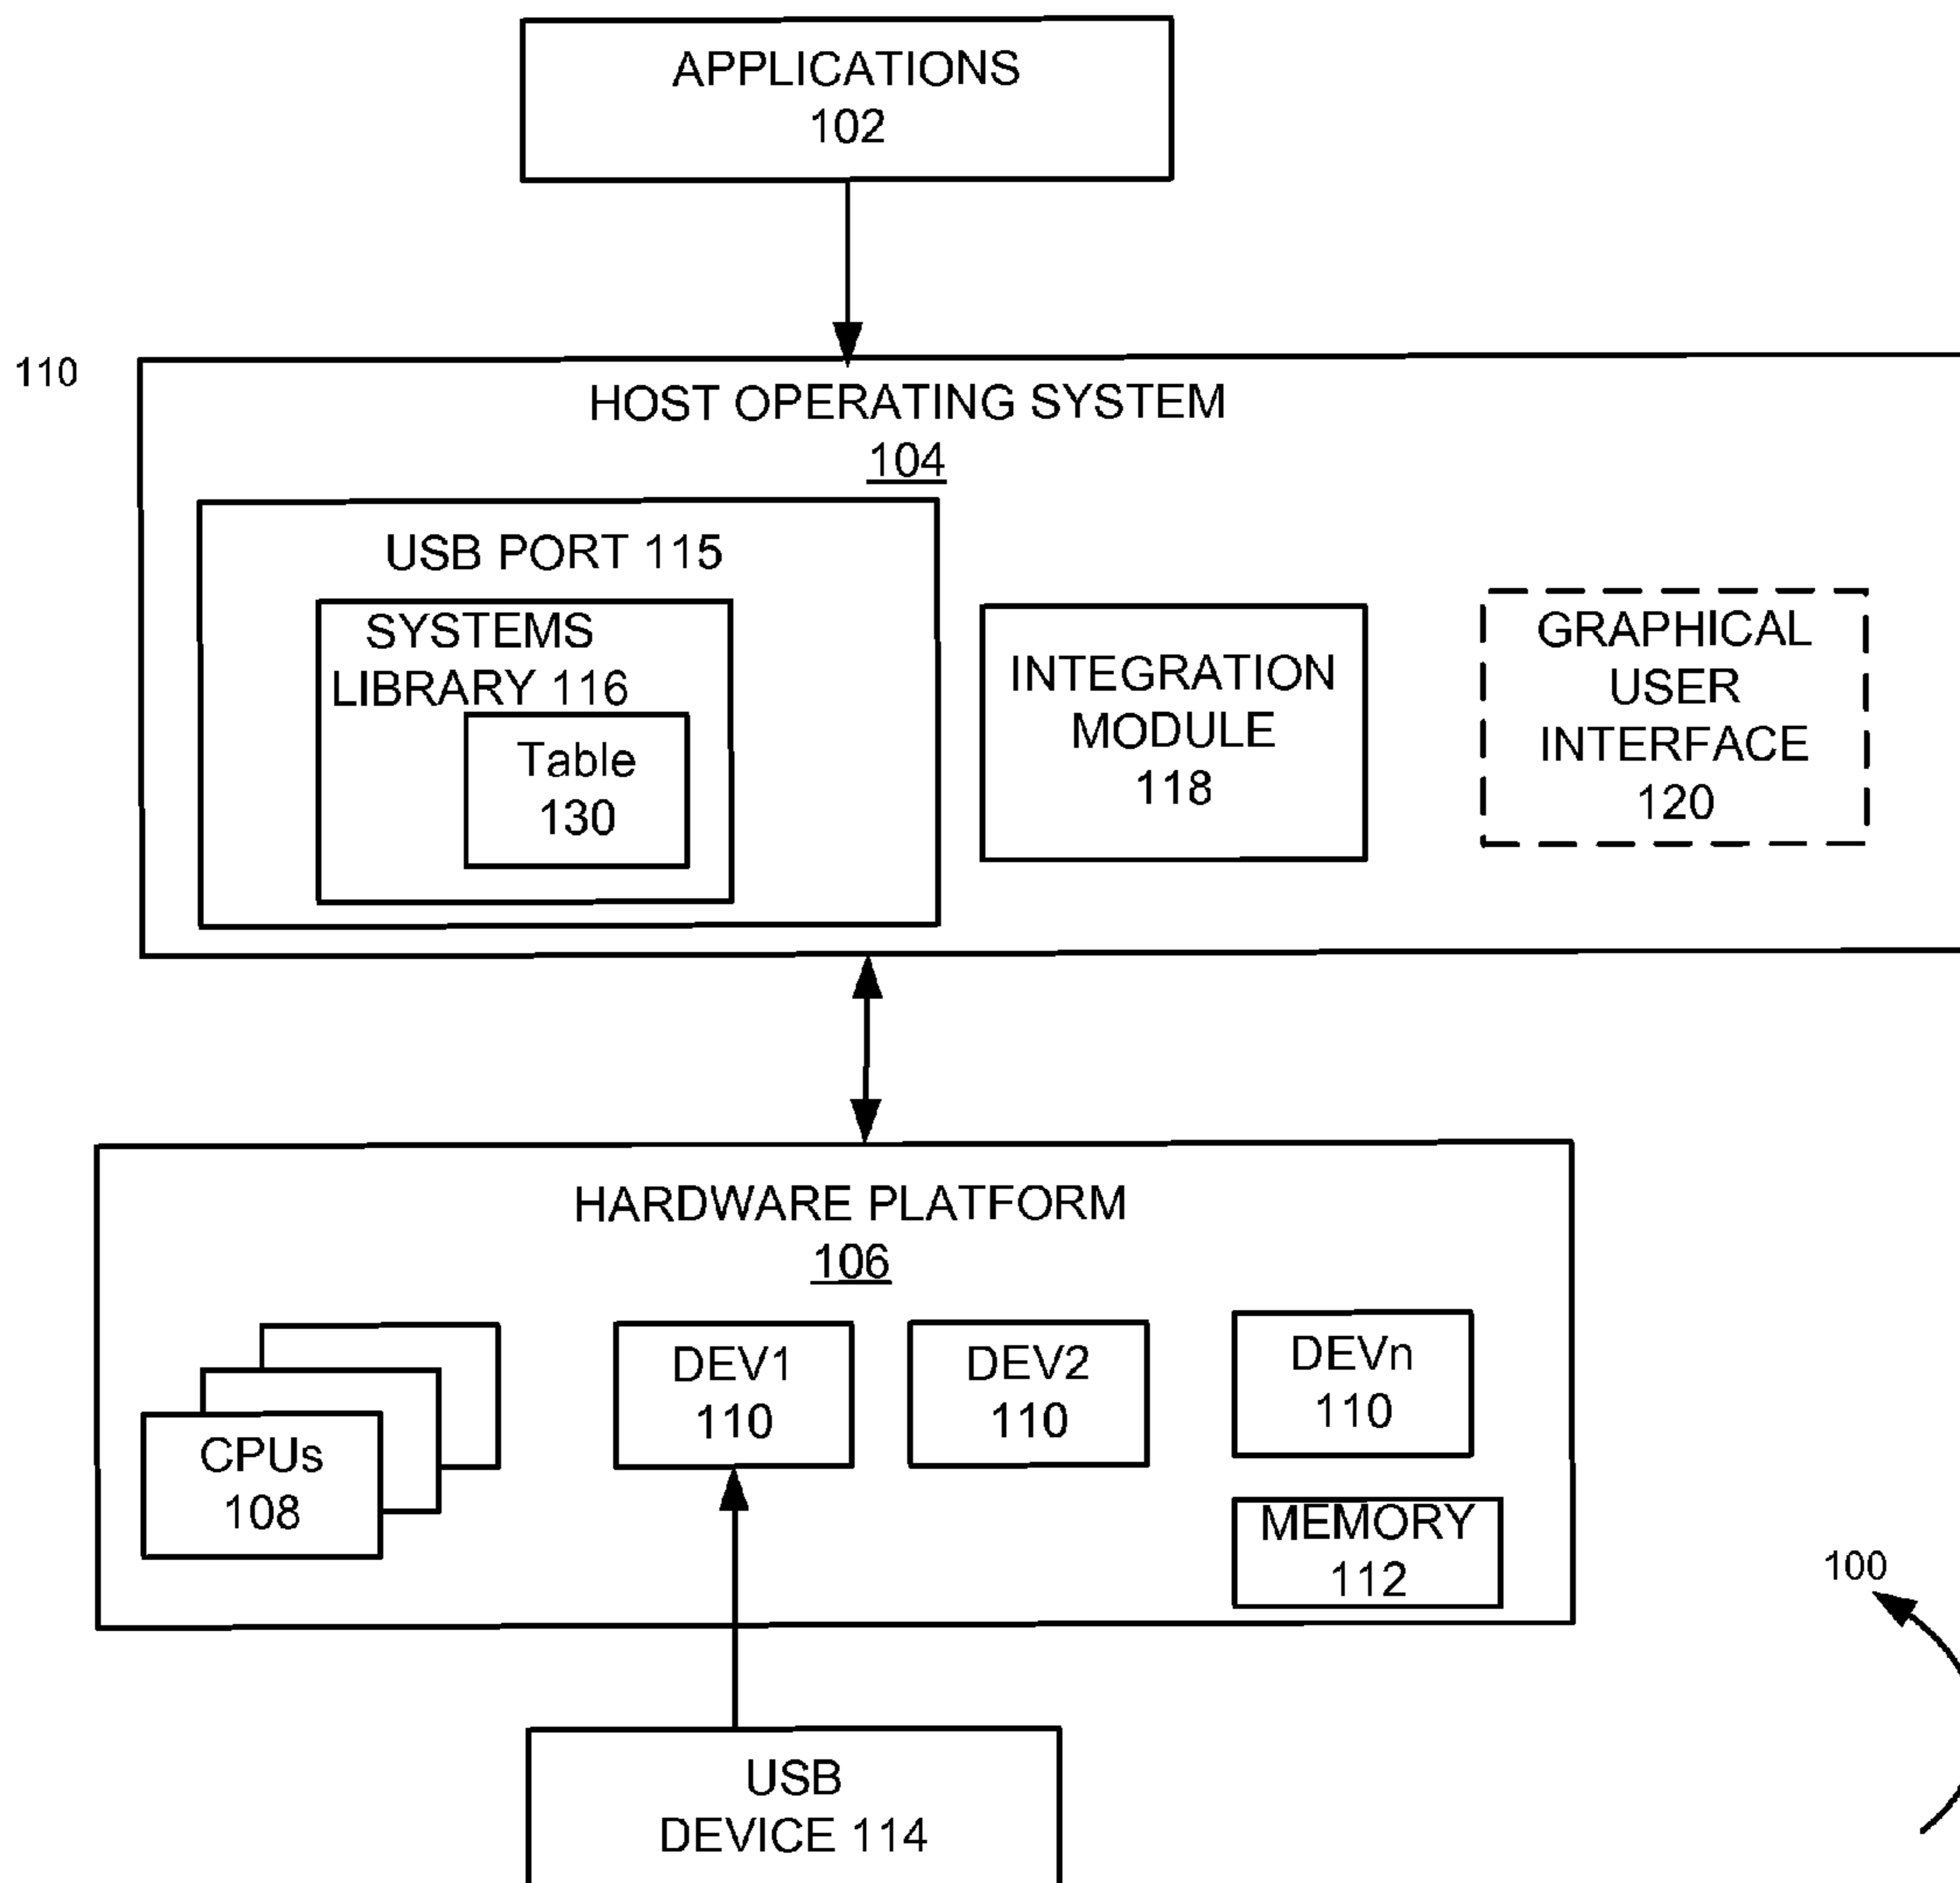 APPLICATIONS
102
110
HOST OPERATING SYSTEM
104
USB PORT 115
SYSTEMS
LIBRARY 116
Table
130
INTEGRATION
MODULE
118
GRAPHICAL
USER
INTERFACE
120
HARDWARE PLATFORM
106
CPUs
108
DEV1
110
DEV2
110
DEVn
110
MEMORY
112
100
USB
DEVICE 114